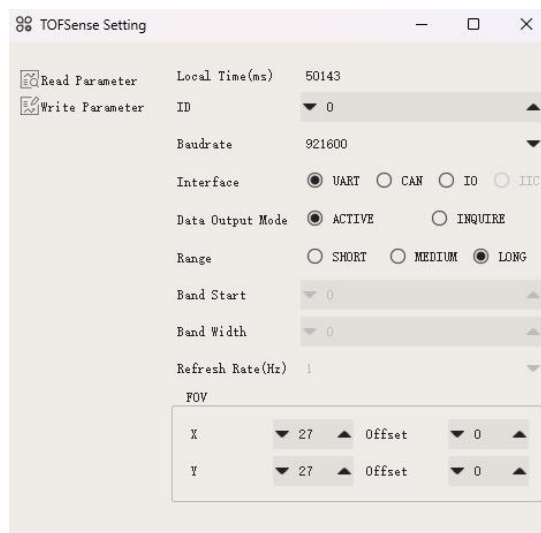 TOFSense Setting
Read Parameter
Write Parameter
Local Time(ms) 50143
ID 0
Baudrate 921600
Interface UART CAN IO IIC
Data Output Mode ACTIVE INQUIRE
Range SHORT MEDIUM LONG
Band Start 0
Band Width 0
Refresh Rate(Hz) 1
FOV
X 27 Offset 0
Y 27 Offset 0